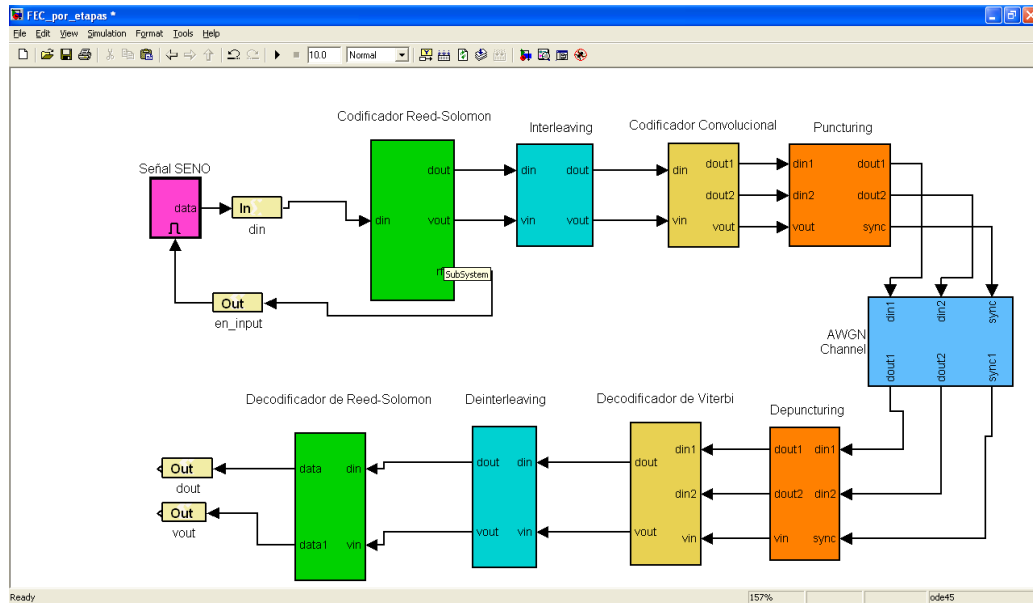 FEC_por_etapas *
File Edit View Simulation Format Tools Help
10.0 Normal
Codificador Reed-Solomon
Interleaving
Codificador Convolucional
Puncturing
Señal SENO
data
In
din
din
dout
vout
SubSystem
din
vin
dout
vout
din
vin
dout1
dout2
vout
din1
din2
vout
dout1
dout2
sync
Out
en_input
AWGN
Channel
din1
din2
sync
dout1
dout2
sync1
Decodificador de Reed-Solomon
Deinterleaving
Decodificador de Viterbi
Depuncturing
Out
dout
Out
vout
data
data1
din
vin
dout
vout
din
vin
dout
vout
din1
din2
vin
dout1
dout2
vin
din1
din2
sync
Ready
157%
ode45